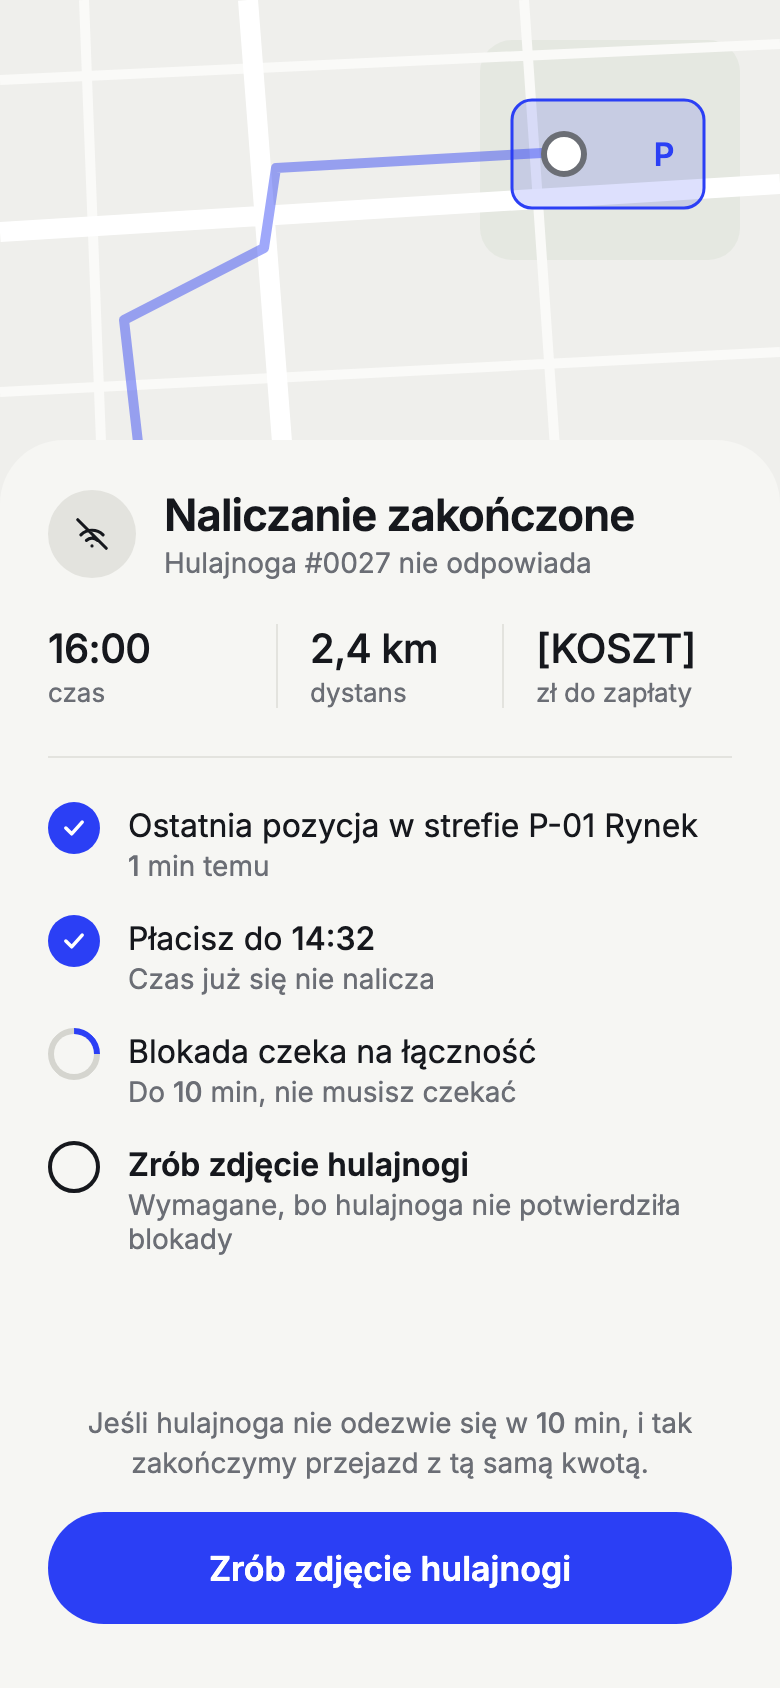 P
Naliczanie zakończone
Hulajnoga #0027 nie odpowiada
16:00
czas
2,4 km
dystans
[KOSZT]
zł do zapłaty
Ostatnia pozycja w strefie P-01 Rynek
1 min temu
Płacisz do 14:32
Czas już się nie nalicza
Blokada czeka na łączność
Do 10 min, nie musisz czekać
Zrób zdjęcie hulajnogi
Wymagane, bo hulajnoga nie potwierdziła
blokady
Jeśli hulajnoga nie odezwie się w 10 min, i tak
zakończymy przejazd z tą samą kwotą.
Zrób zdjęcie hulajnogi